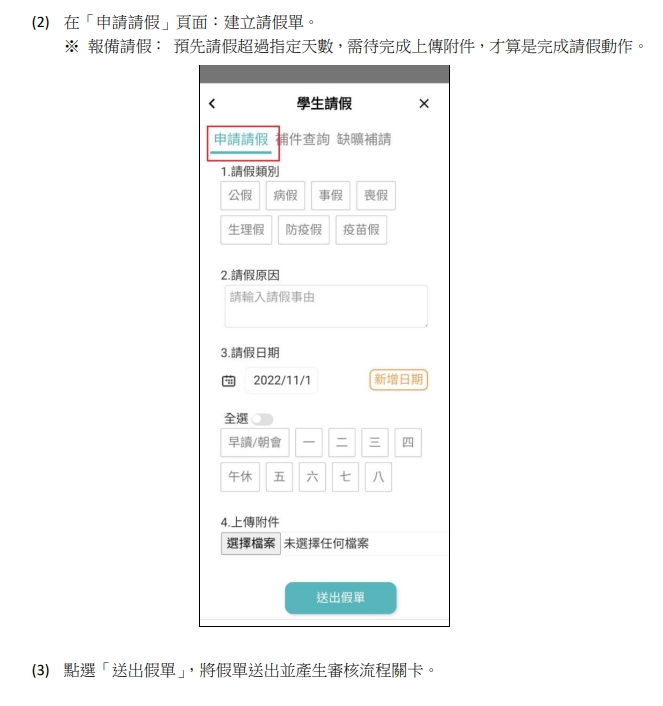 (2) 在「申請請假」頁面：建立請假單。
※ 報備請假： 預先請假超過指定天數，需待完成上傳附件，才算是完成請假動作。
學生請假
申請請假 補件查詢 缺曠補請
1.請假類別
公假 病假 事假 喪假
生理假 防疫假 疫苗假
2.請假原因
請輸入請假事由
3.請假日期
2022/11/1 新增日期
全選
早讀/朝會 一 二 三 四
午休 五 六 七 八
4.上傳附件
選擇檔案 未選擇任何檔案
送出假單
(3) 點選「送出假單」，將假單送出並產生審核流程關卡。